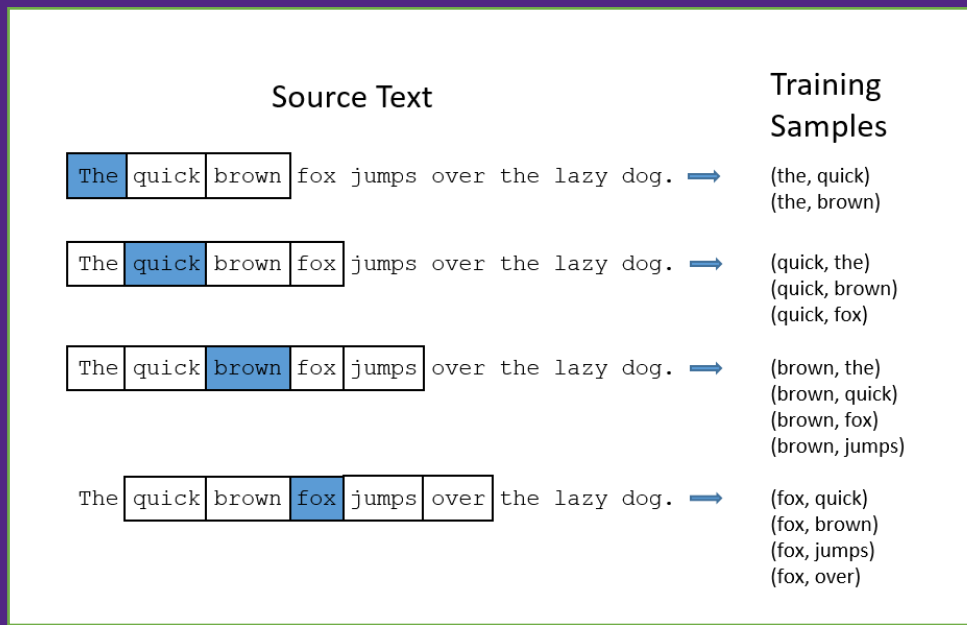 Source Text
Training
Samples
The quick brown fox jumps over the lazy dog.
(the, quick)
(the, brown)
The quick brown fox jumps over the lazy dog.
(quick, the)
(quick, brown)
(quick, fox)
The quick brown fox jumps over the lazy dog.
(brown, the)
(brown, quick)
(brown, fox)
(brown, jumps)
The quick brown fox jumps over the lazy dog.
(fox, quick)
(fox, brown)
(fox, jumps)
(fox, over)